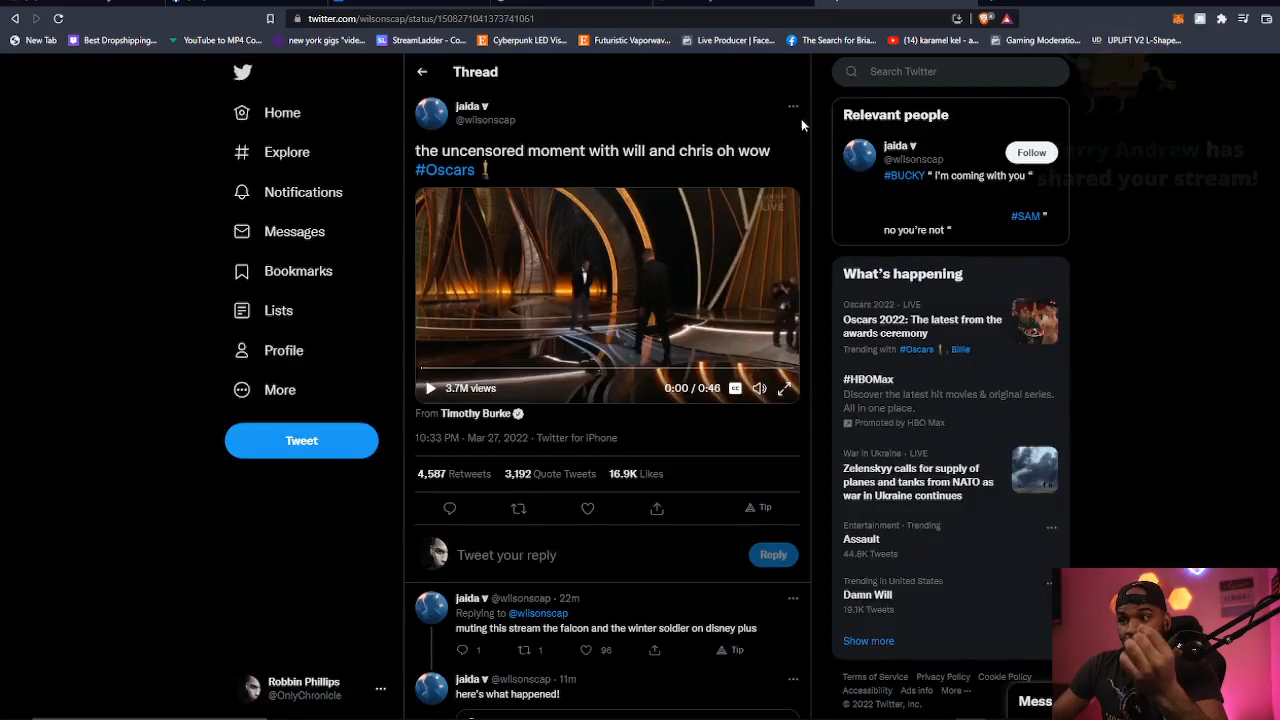 twitter.com/wilsonscap/status/1508271041373741061
New Tab
Best Dropshipping...
YouTube to MP4 Co...
new yoric gigs "vide...
StreamLadder - Co...
Cyberpunk LED Vis...
Futuristic Vaporwav...
Live Producer | Face...
The Search for Bria...
(14) karamel kel - a...
Gaming Moderatio...
UD UPLIFT V2 L-Shape...
Home
Explore
Notifications
Messages
Bookmarks
Lists
Profile
More
Tweet
Robbin Phillips
@OnlyChronicle
Thread
jaida
@wilsonscap
the uncensored moment with will and chris oh wow
#Oscars
LIVE
3.7M views
0:00 / 0:46
CC
From Timothy Burke
10:33 PM · Mar 27, 2022 · Twitter for iPhone
4,587 Retweets 3,192 Quote Tweets 16.9K Likes
Tip
Tweet your reply
Reply
jaida @wilsonscap · 22m
Replying to @wilsonscap
muting this stream the falcon and the winter soldier on disney plus
1 1 96 Tip
jaida @wilsonscap · 11m
here's what happened!
Search Twitter
Relevant people
jaida
@wilsonscap
Follow
#BUCKY " I'm coming with you "
#SAM "
no you're not "
erry Andrew has
shared your stream!
What's happening
Oscars 2022 · LIVE
Oscars 2022: The latest from the
awards ceremony
Trending with #Oscars , Billie
#HBOMax
Discover the latest hit movies & original series.
All in one place.
Promoted by HBO Max
War in Ukraine · LIVE
Zelenskyy calls for supply of
planes and tanks from NATO as
war in Ukraine continues
Entertainment · Trending
Assault
44.8K Tweets
Trending in United States
Damn Will
19.1K Tweets
Show more
Terms of Service Privacy Policy Cookie Policy
Accessibility Ads info More ...
© 2022 Twitter, Inc.
Mess